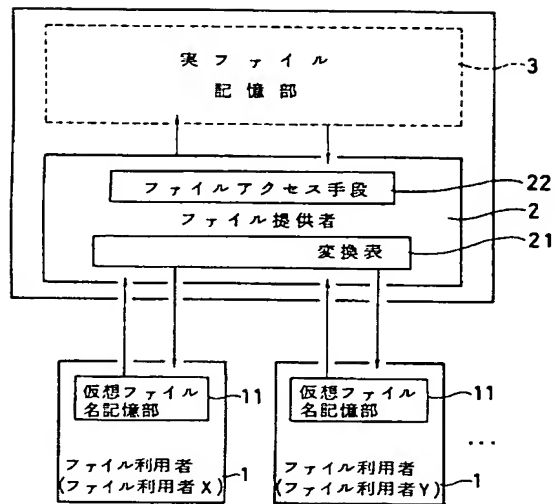 実ファイル
記憶部
3
ファイルアクセス手段
22
ファイル提供者
2
変換表
21
仮想ファイル
名記憶部
11
ファイル利用者
(ファイル利用者X)
1
仮想ファイル
名記憶部
11
ファイル利用者
(ファイル利用者Y)
1
...